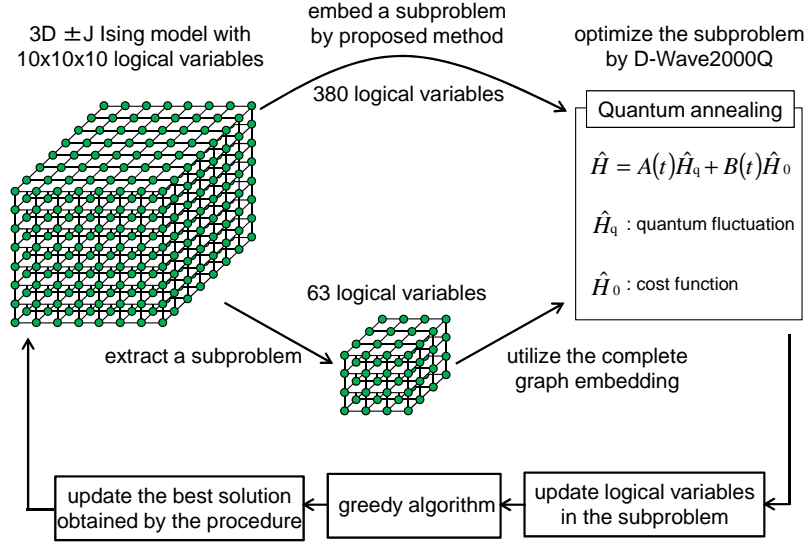 3D ±J Ising model with
10x10x10 logical variables
embed a subproblem
by proposed method
380 logical variables
optimize the subproblem
by D-Wave2000Q
Quantum annealing
Ĥ = A(t)Ĥq + B(t)Ĥ0
Ĥq : quantum fluctuation
Ĥ0 : cost function
63 logical variables
extract a subproblem
utilize the complete
graph embedding
update the best solution
obtained by the procedure
greedy algorithm
update logical variables
in the subproblem